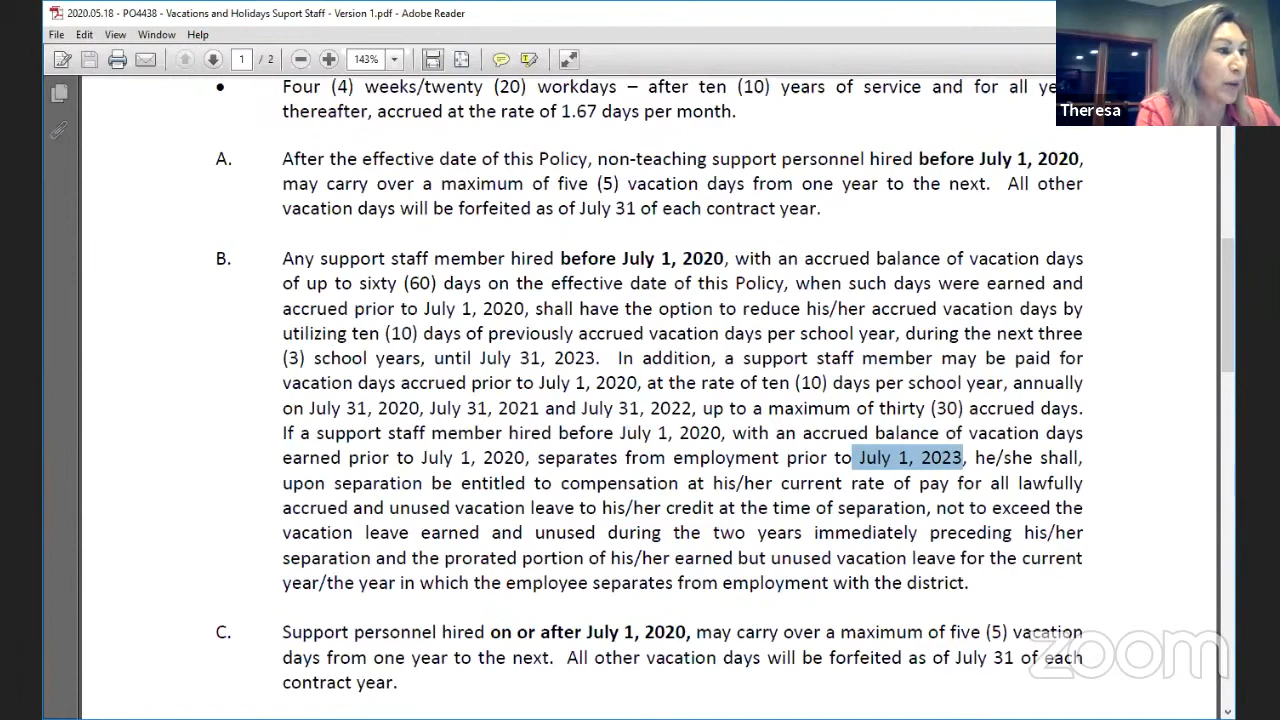 2020.05.18 - PO4438 - Vacations and Holidays Suport Staff - Version 1.pdf - Adobe Reader
File Edit View Window Help
1 / 2 143%
Theresa
• Four (4) weeks/twenty (20) workdays – after ten (10) years of service and for all
thereafter, accrued at the rate of 1.67 days per month.
A. After the effective date of this Policy, non-teaching support personnel hired before July 1, 2020,
may carry over a maximum of five (5) vacation days from one year to the next. All other
vacation days will be forfeited as of July 31 of each contract year.
B. Any support staff member hired before July 1, 2020, with an accrued balance of vacation days
of up to sixty (60) days on the effective date of this Policy, when such days were earned and
accrued prior to July 1, 2020, shall have the option to reduce his/her accrued vacation days by
utilizing ten (10) days of previously accrued vacation days per school year, during the next three
(3) school years, until July 31, 2023. In addition, a support staff member may be paid for
vacation days accrued prior to July 1, 2020, at the rate of ten (10) days per school year, annually
on July 31, 2020, July 31, 2021 and July 31, 2022, up to a maximum of thirty (30) accrued days.
If a support staff member hired before July 1, 2020, with an accrued balance of vacation days
earned prior to July 1, 2020, separates from employment prior to July 1, 2023, he/she shall,
upon separation be entitled to compensation at his/her current rate of pay for all lawfully
accrued and unused vacation leave to his/her credit at the time of separation, not to exceed the
vacation leave earned and unused during the two years immediately preceding his/her
separation and the prorated portion of his/her earned but unused vacation leave for the current
year/the year in which the employee separates from employment with the district.
C. Support personnel hired on or after July 1, 2020, may carry over a maximum of five (5) vacation
days from one year to the next. All other vacation days will be forfeited as of July 31 of each
contract year.
zoom